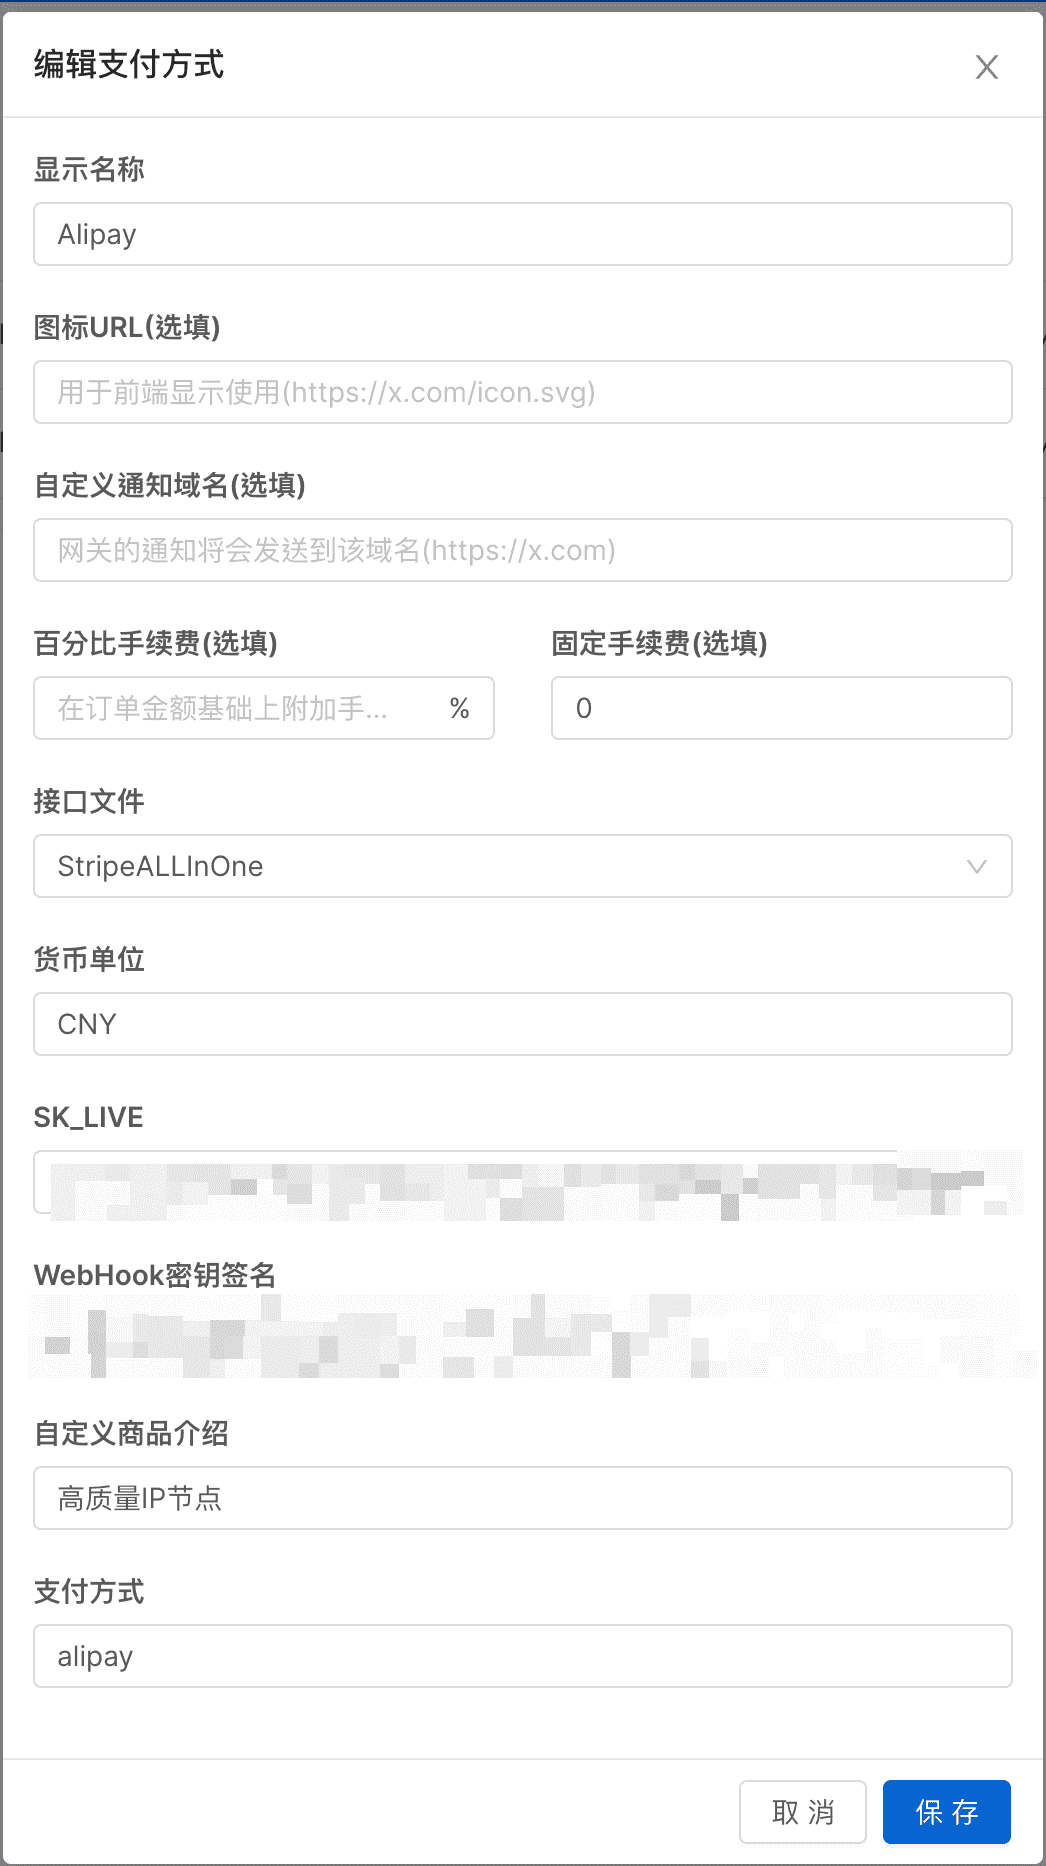 编辑支付方式
显示名称
Alipay
图标URL(选填)
用于前端显示使用(https://x.com/icon.svg)
自定义通知域名(选填)
网关的通知将会发送到该域名(https://x.com)
百分比手续费(选填)
固定手续费(选填)
在订单金额基础上附加手... %
0
接口文件
StripeALLInOne
货币单位
CNY
SK_LIVE
WebHook密钥签名
自定义商品介绍
高质量IP节点
支付方式
alipay
取 消
保 存